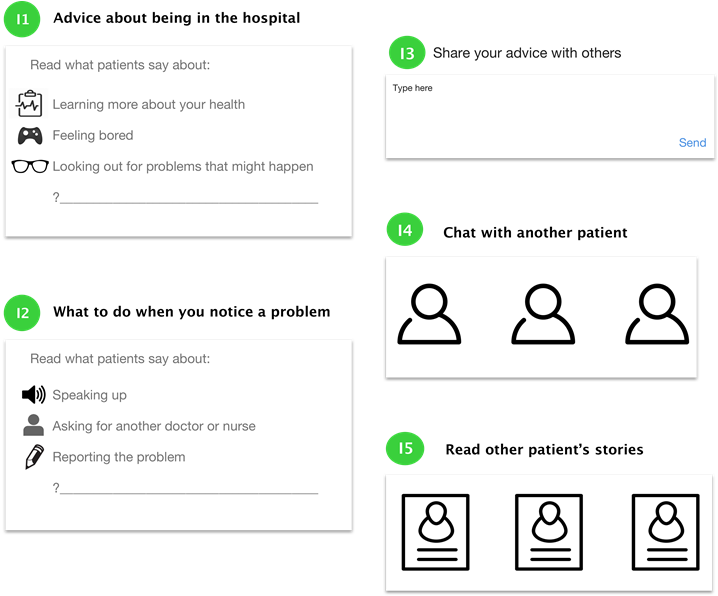 I1 Advice about being in the hospital
Read what patients say about:
Learning more about your health
Feeling bored
Looking out for problems that might happen
?___________________________________
I2 What to do when you notice a problem
Read what patients say about:
Speaking up
Asking for another doctor or nurse
Reporting the problem
?___________________________________
I3 Share your advice with others
Type here
Send
I4 Chat with another patient
I5 Read other patient’s stories